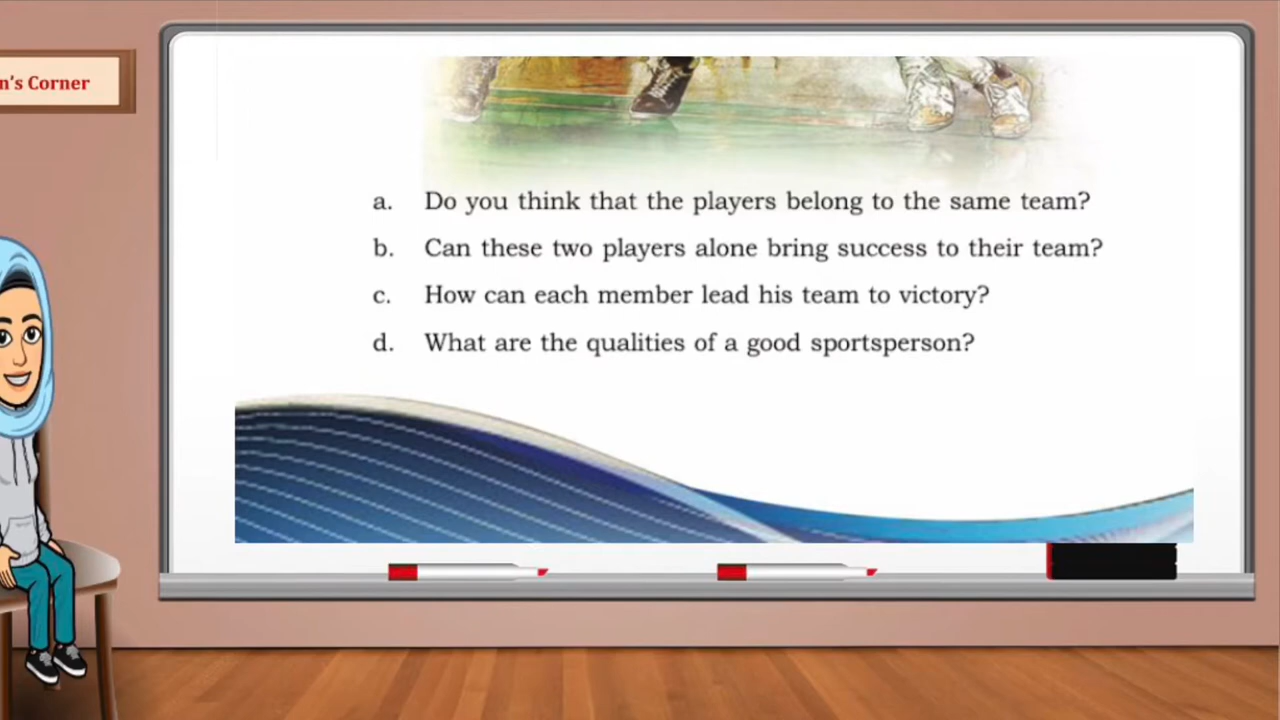 n's Corner
a. Do you think that the players belong to the same team?
b. Can these two players alone bring success to their team?
c. How can each member lead his team to victory?
d. What are the qualities of a good sportsperson?